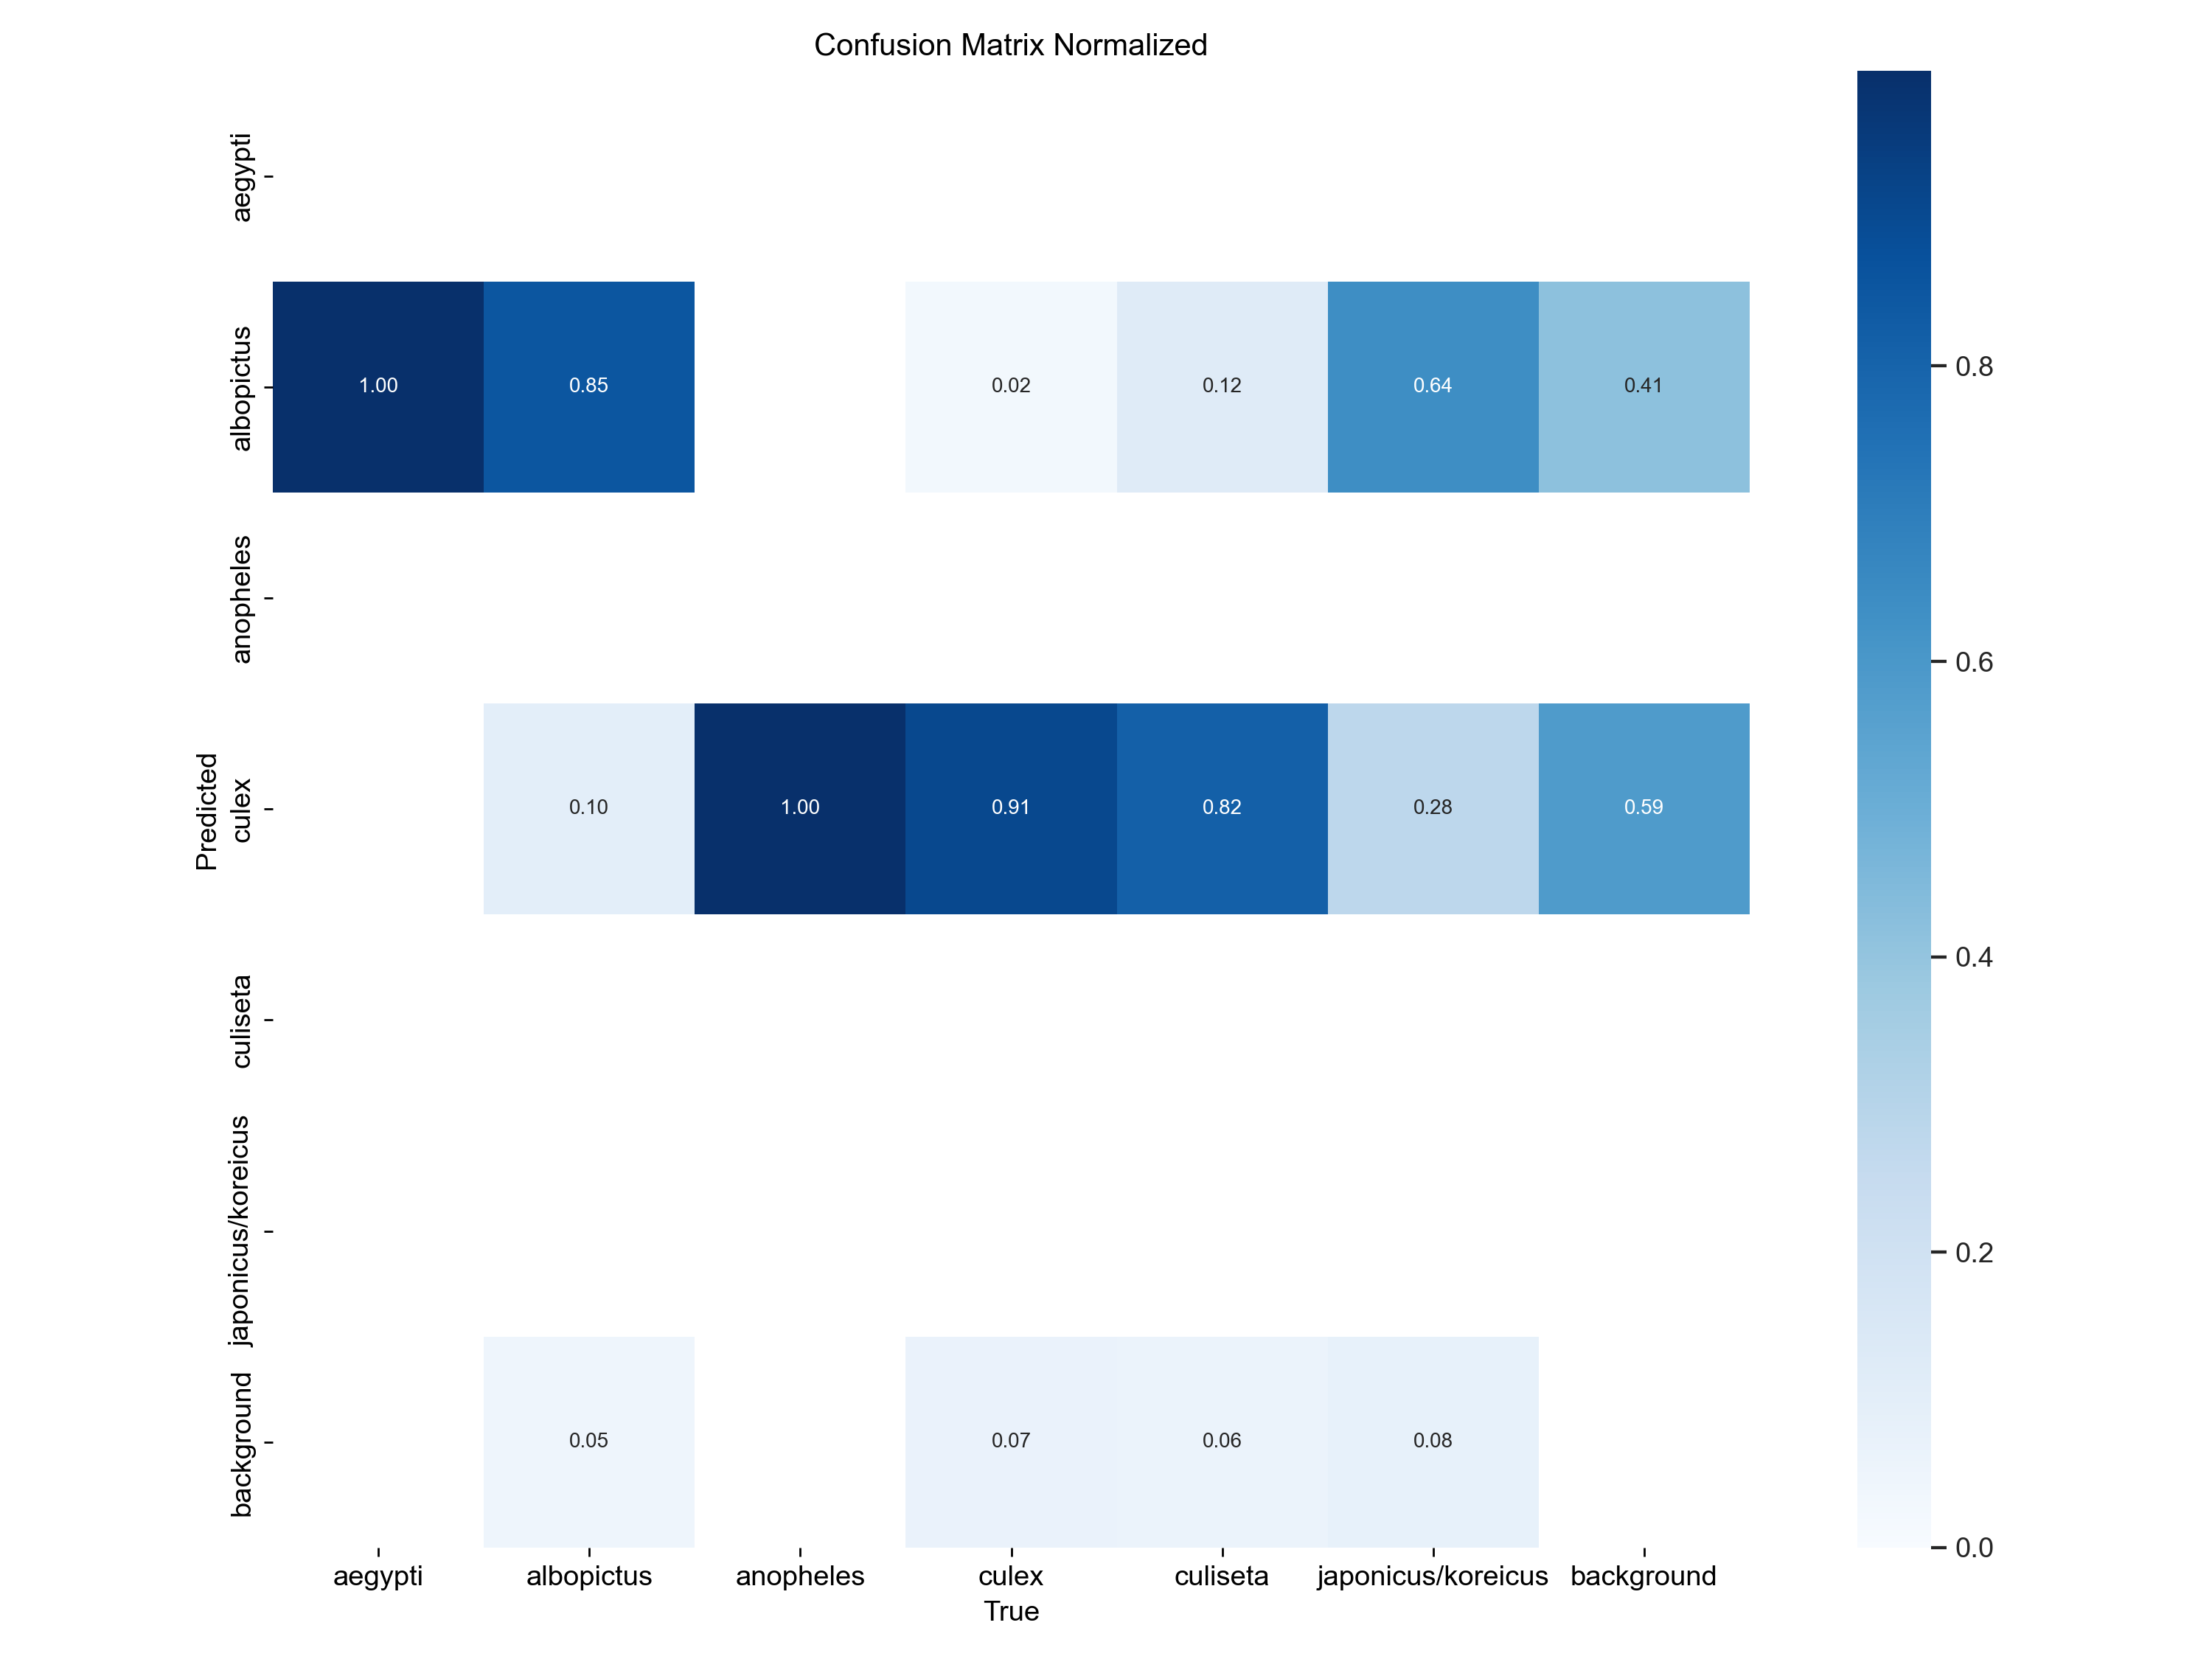 Confusion Matrix Normalized
aegypti
albopictus
anopheles
culex
culiseta
japonicus/koreicus
background
Predicted
1.00 0.85 0.02 0.12 0.64 0.41
0.10 1.00 0.91 0.82 0.28 0.59
0.05 0.07 0.06 0.08
aegypti albopictus anopheles culex culiseta japonicus/koreicus background
True
0.8
0.6
0.4
0.2
0.0